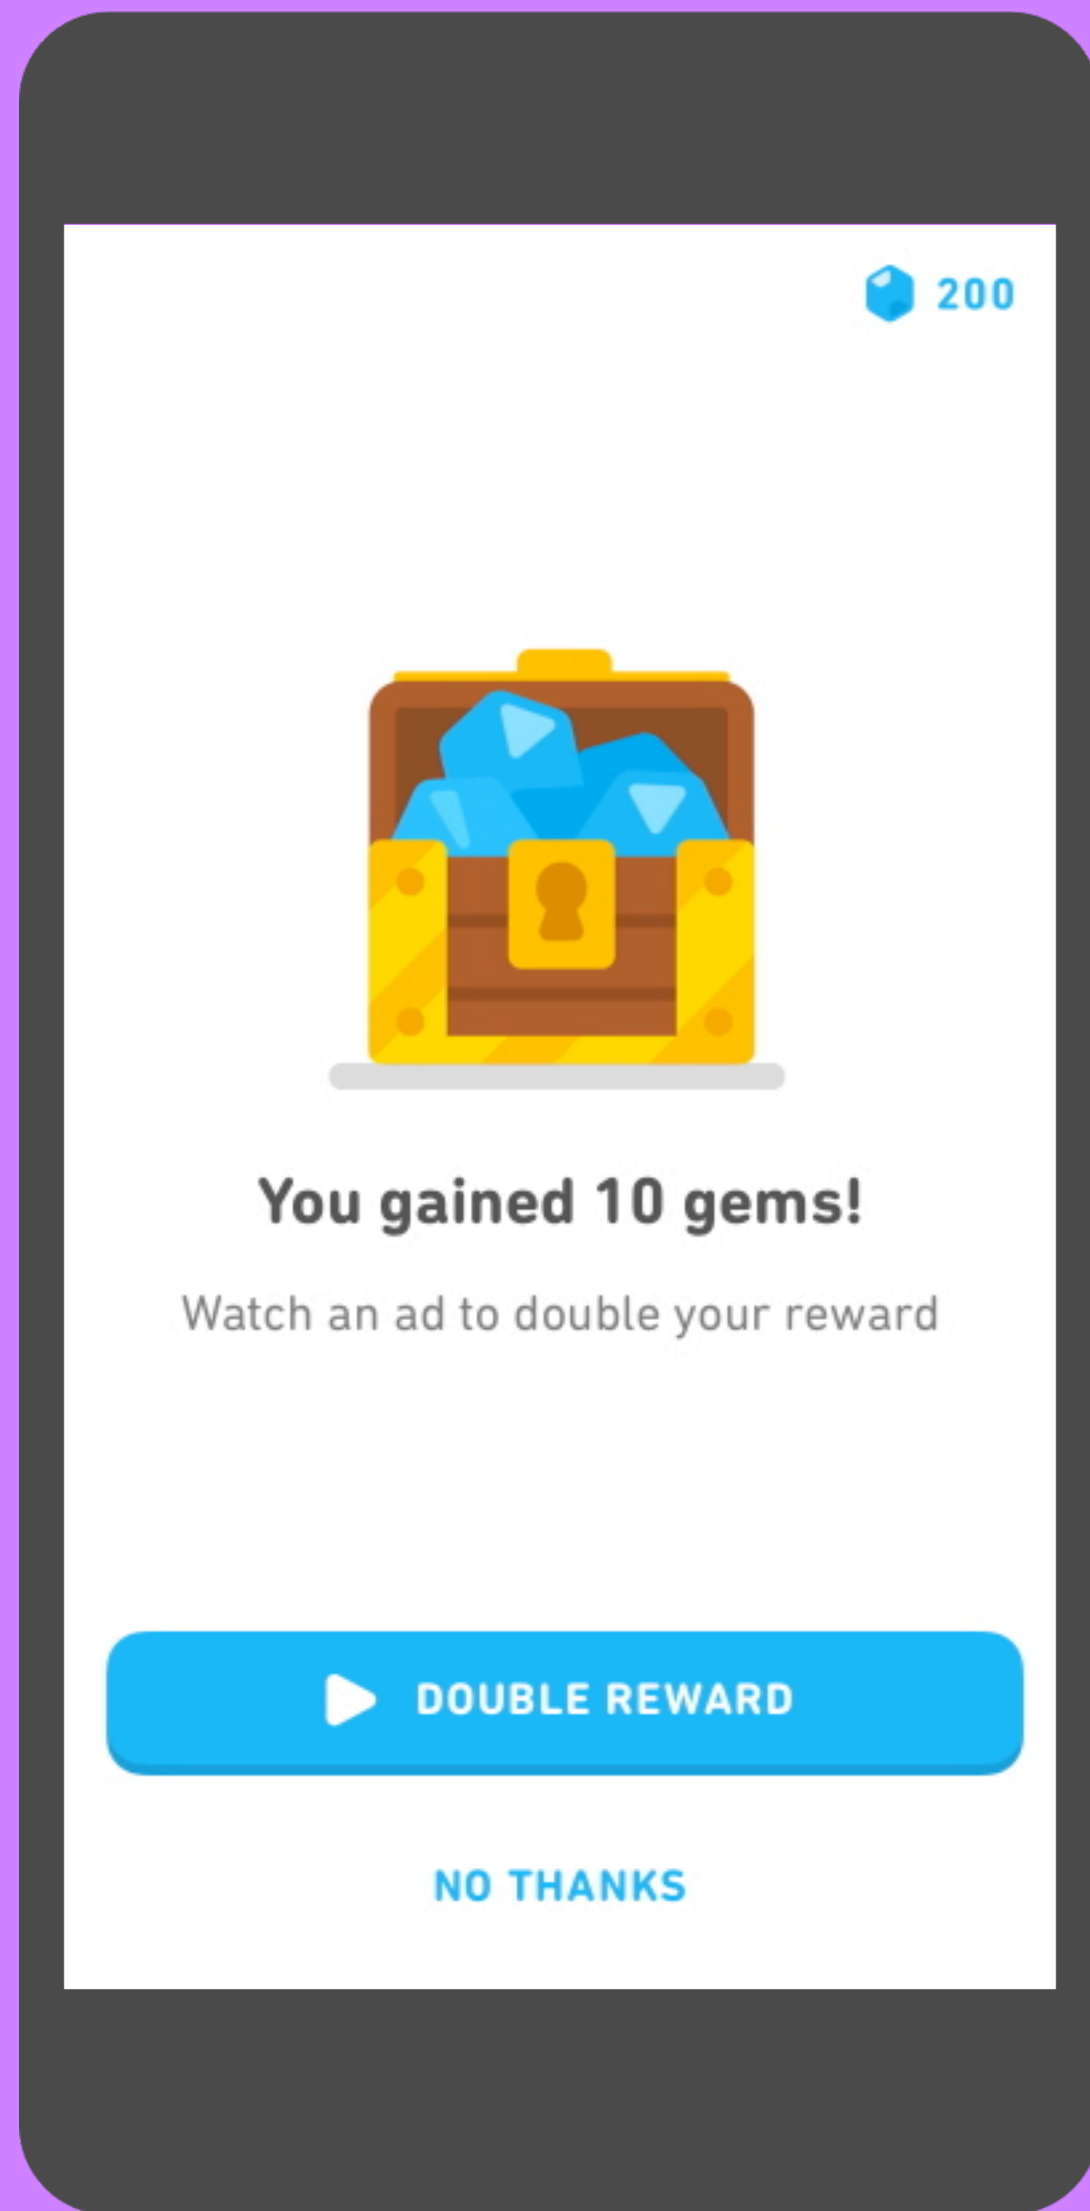 200
You gained 10 gems!
Watch an ad to double your reward
DOUBLE REWARD
NO THANKS